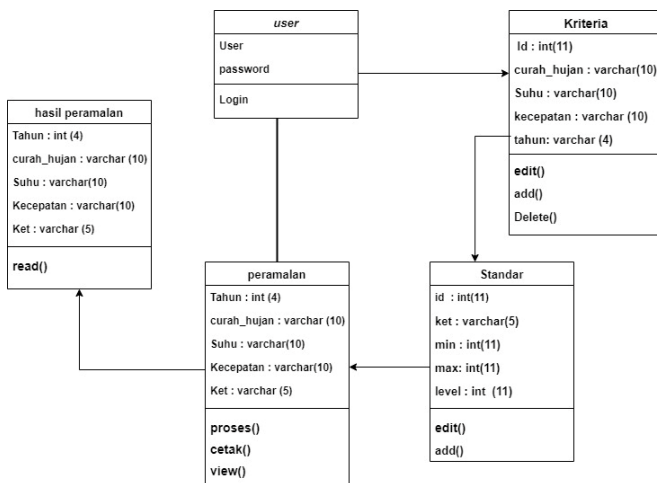 user
User
password
Login
Kriteria
Id : int(11)
curah_hujan : varchar(10)
Suhu : varchar(10)
kecepatan : varchar (10)
tahun: varchar (4)
edit()
add()
Delete()
hasil peramalan
Tahun : int (4)
curah_hujan : varchar (10)
Suhu : varchar(10)
Kecepatan : varchar(10)
Ket : varchar (5)
read()
peramalan
Tahun : int (4)
curah_hujan : varchar (10)
Suhu : varchar(10)
Kecepatan : varchar(10)
Ket : varchar (5)
proses()
cetak()
view()
Standar
id : int(11)
ket : varchar(5)
min : int(11)
max: int(11)
level : int (11)
edit()
add()